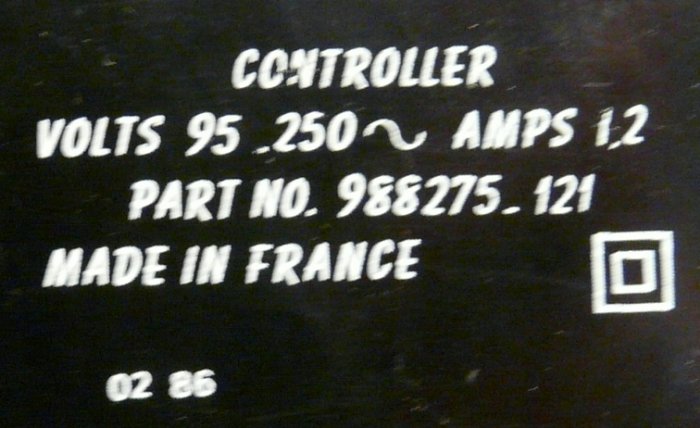 CONTROLLER
VOLTS 95 -250 ~ AMPS 1,2
PART NO. 988275-121
MADE IN FRANCE
02 86